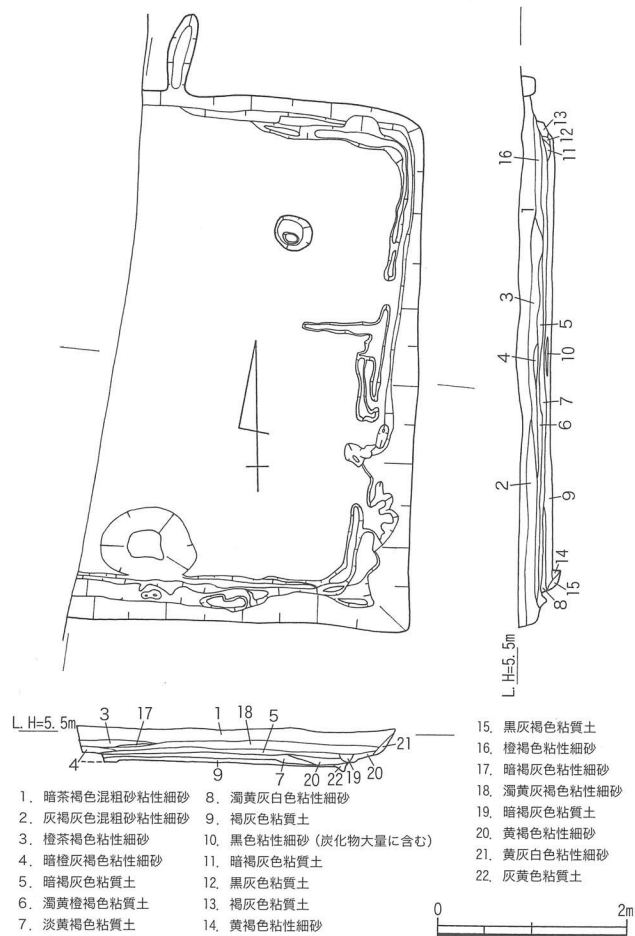 13
12
11
16
1
3
5
4
10
7
6
2
9
14
15
8
L.H=5.5m
L.H=5.5m
3 17 1 18 5
21
4 9 7 20 22 19 20
1. 暗茶褐色混粗砂粘性細砂
2. 灰褐色混粗砂粘性細砂
3. 橙茶褐色粘性細砂
4. 暗橙灰褐色粘性細砂
5. 暗褐灰色粘質土
6. 濁黄橙褐色粘質土
7. 淡黄褐色粘質土
8. 濁黄灰白色粘性細砂
9. 褐灰色粘質土
10. 黒色粘性細砂（炭化物大量に含む）
11. 暗褐灰色粘質土
12. 黒灰色粘質土
13. 褐灰色粘質土
14. 黄褐色粘性細砂
15. 黒灰褐色粘質土
16. 橙褐色粘性細砂
17. 暗褐灰色粘性細砂
18. 濁黄灰褐色粘性細砂
19. 暗褐灰色粘質土
20. 黄褐色粘性細砂
21. 黄灰白色粘性細砂
22. 灰黄色粘質土
0 2m